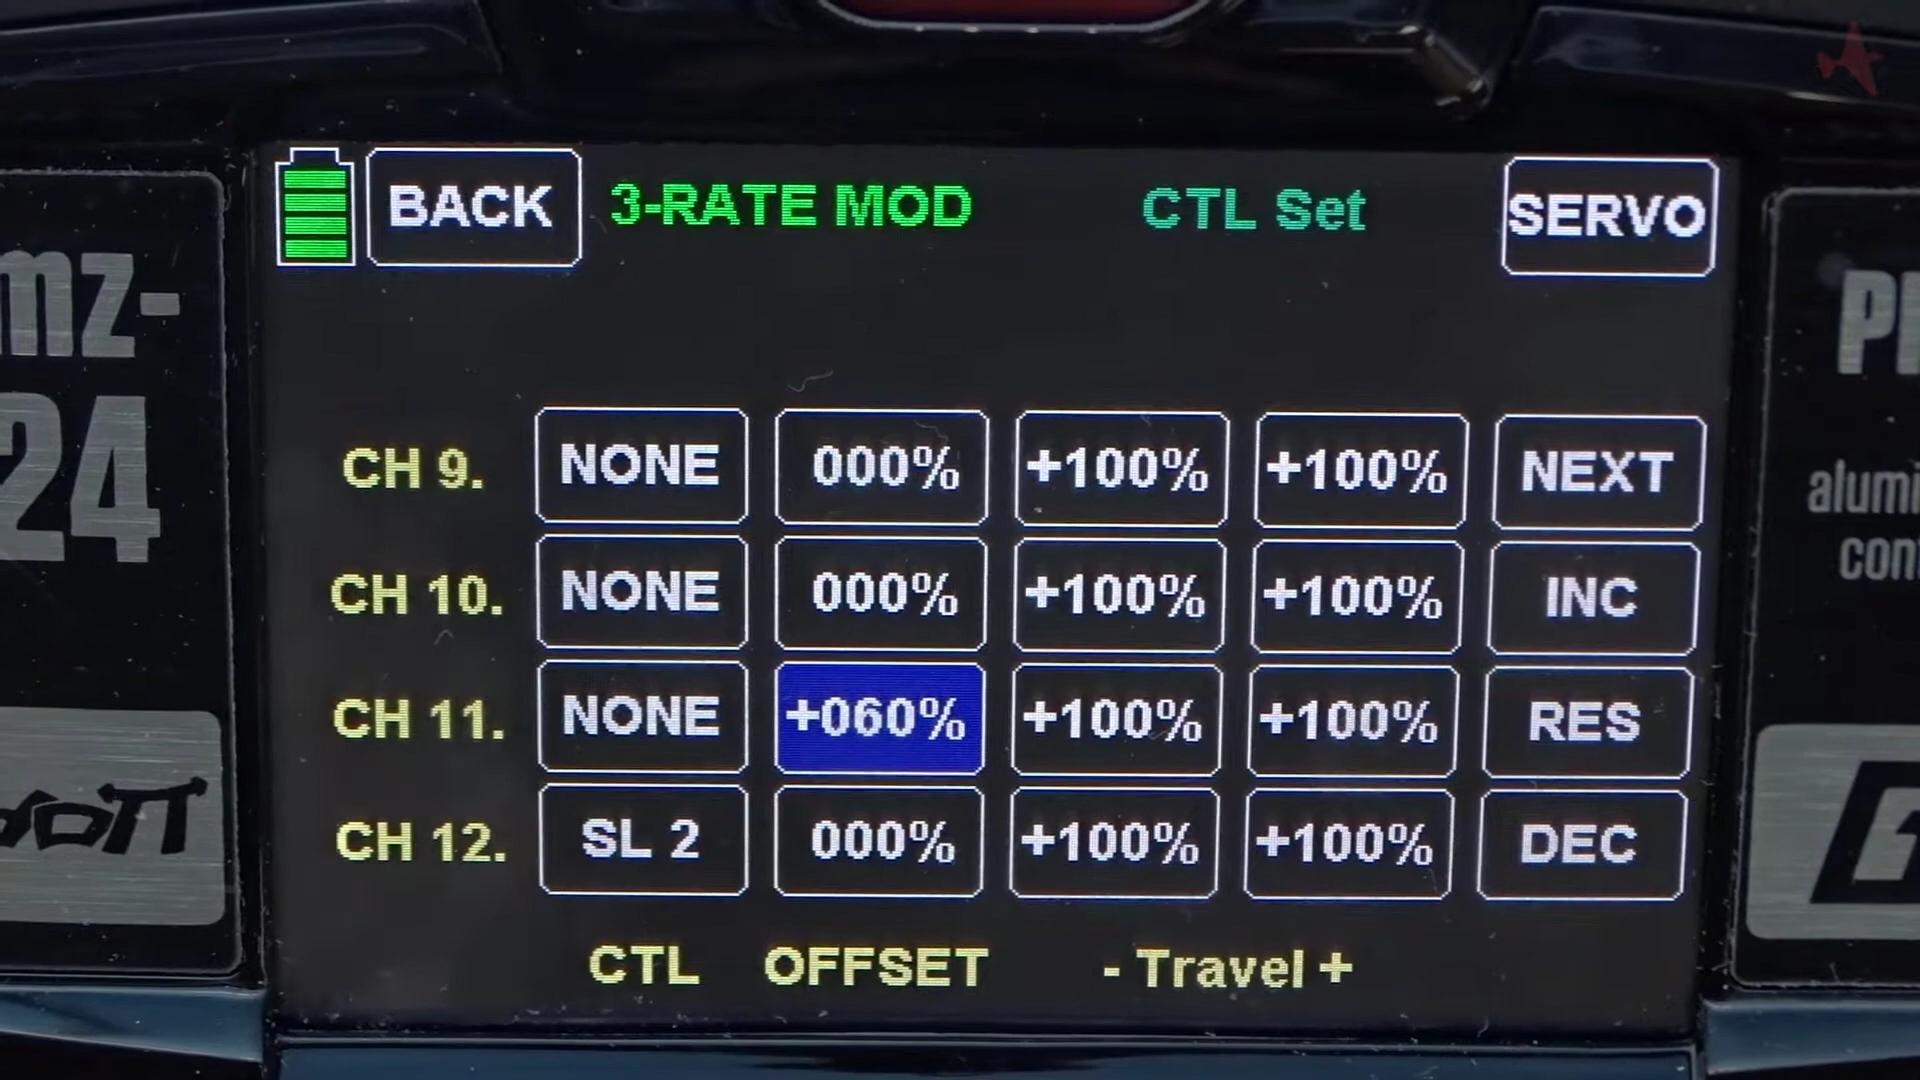 BACK 3-RATE MOD CTL Set SERVO
CH 9. NONE 000% +100% +100% NEXT
CH 10. NONE 000% +100% +100% INC
CH 11. NONE +060% +100% +100% RES
CH 12. SL 2 000% +100% +100% DEC
CTL OFFSET - Travel +
mz-
24